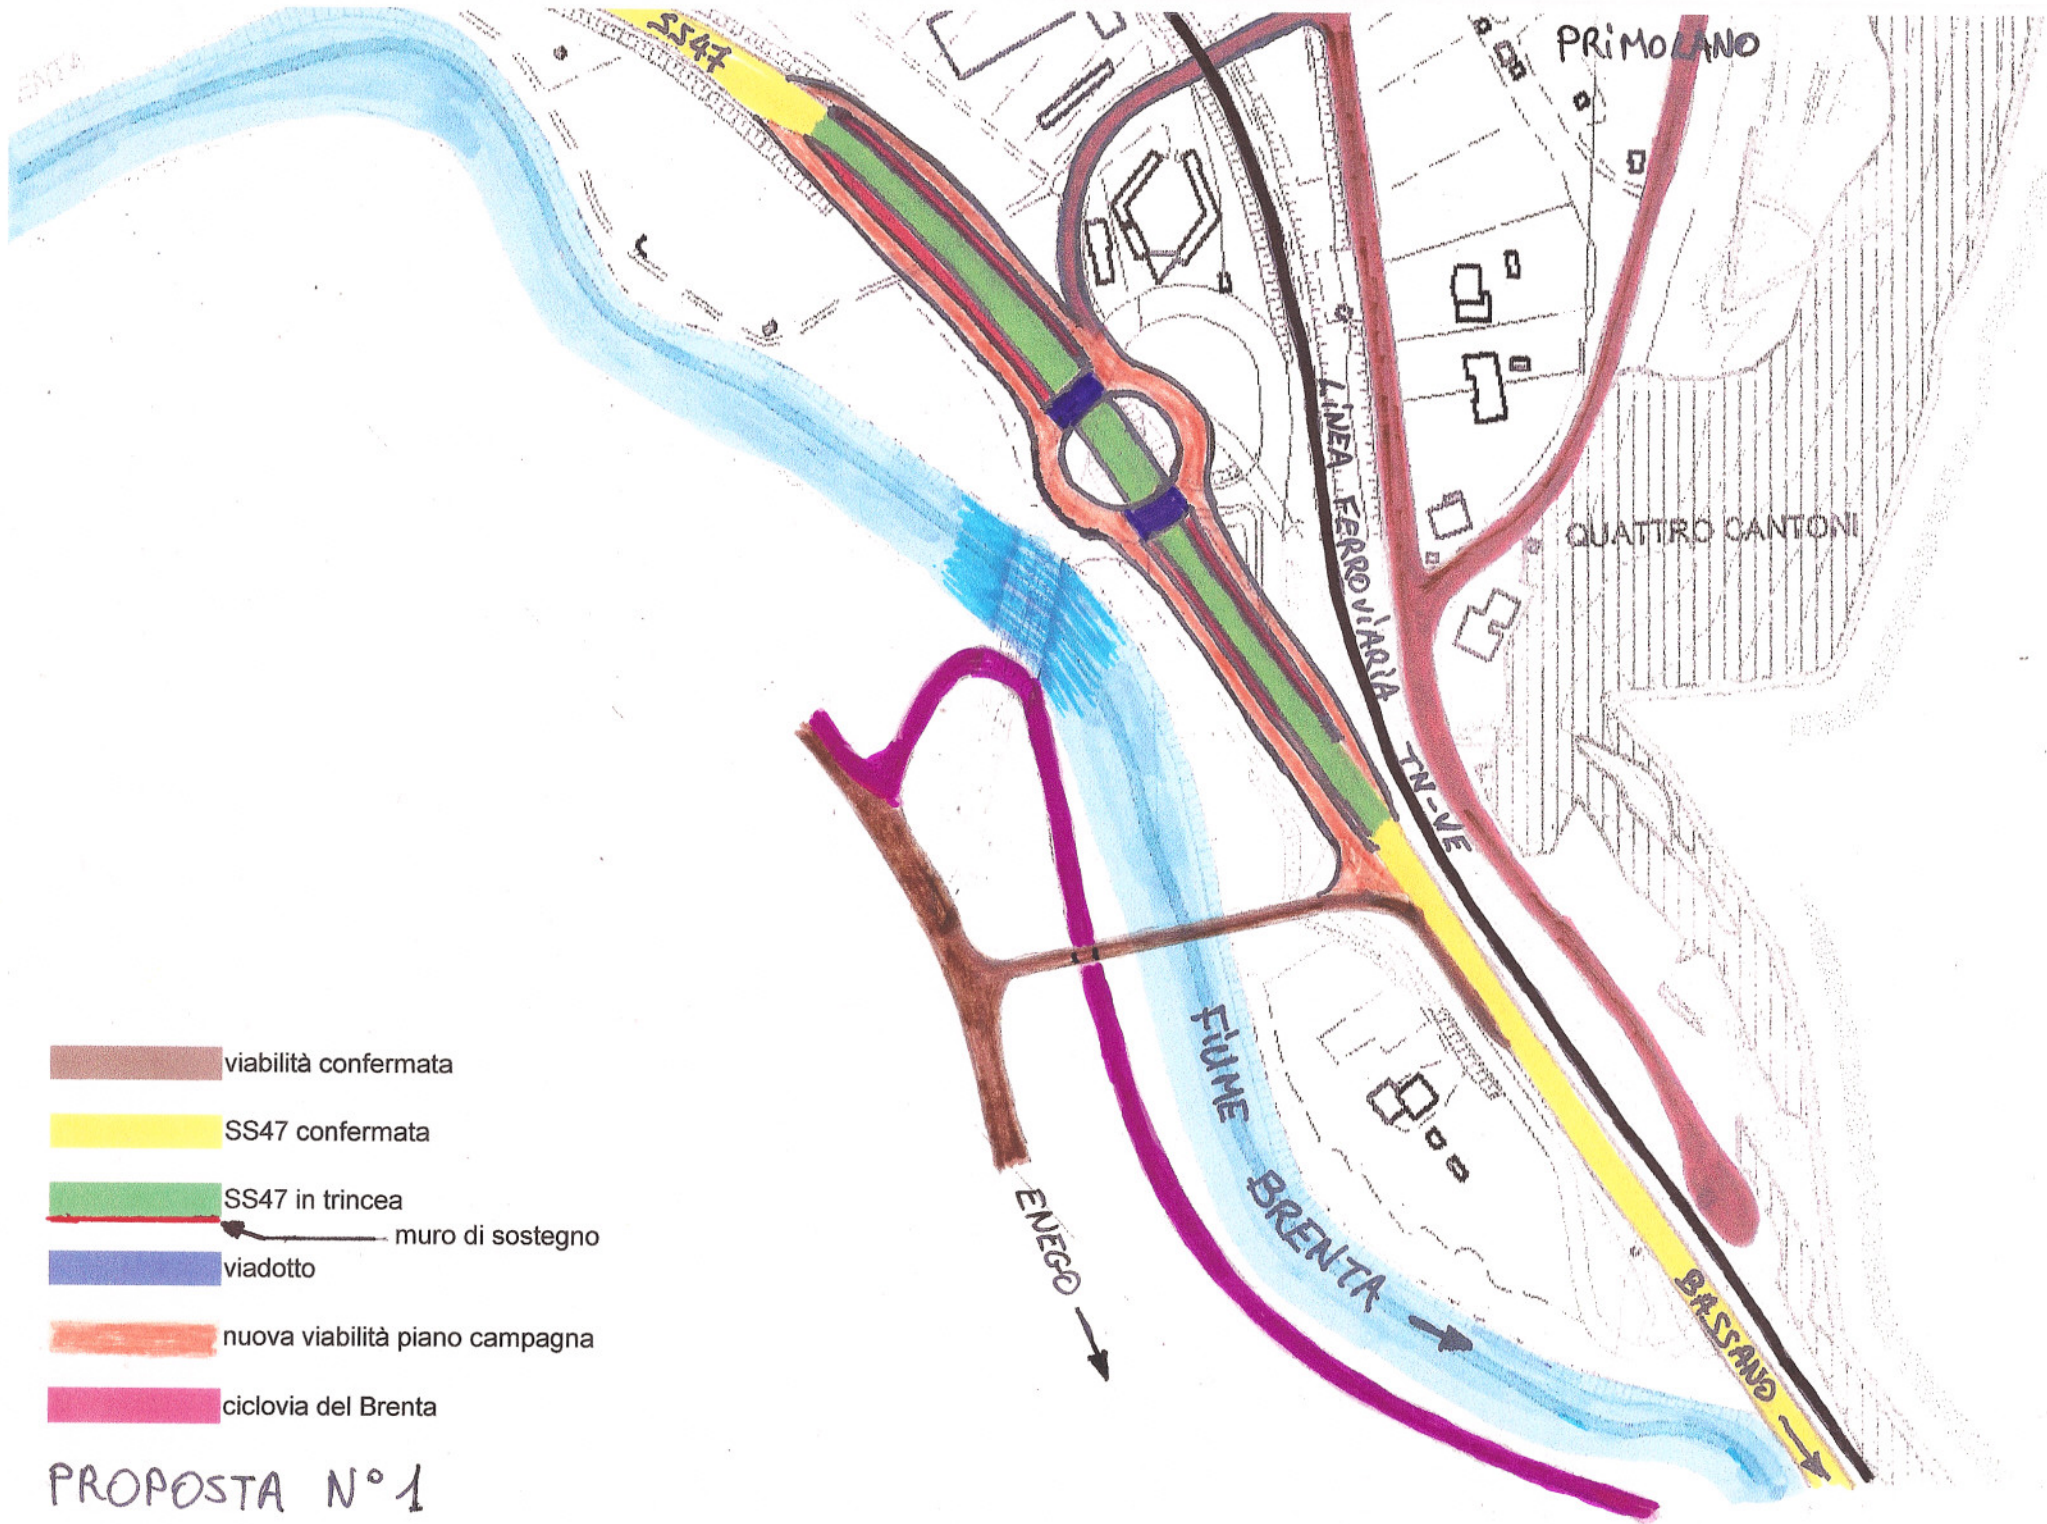 SS47
PRIMOLANO
QUATTRO CANTONI
LINEA FERROVIARIA TN-VE
FIUME BRENTA
ENEGO
BASSANO
viabilità confermata
SS47 confermata
SS47 in trincea
muro di sostegno
viadotto
nuova viabilità piano campagna
ciclovia del Brenta
PROPOSTA N° 1